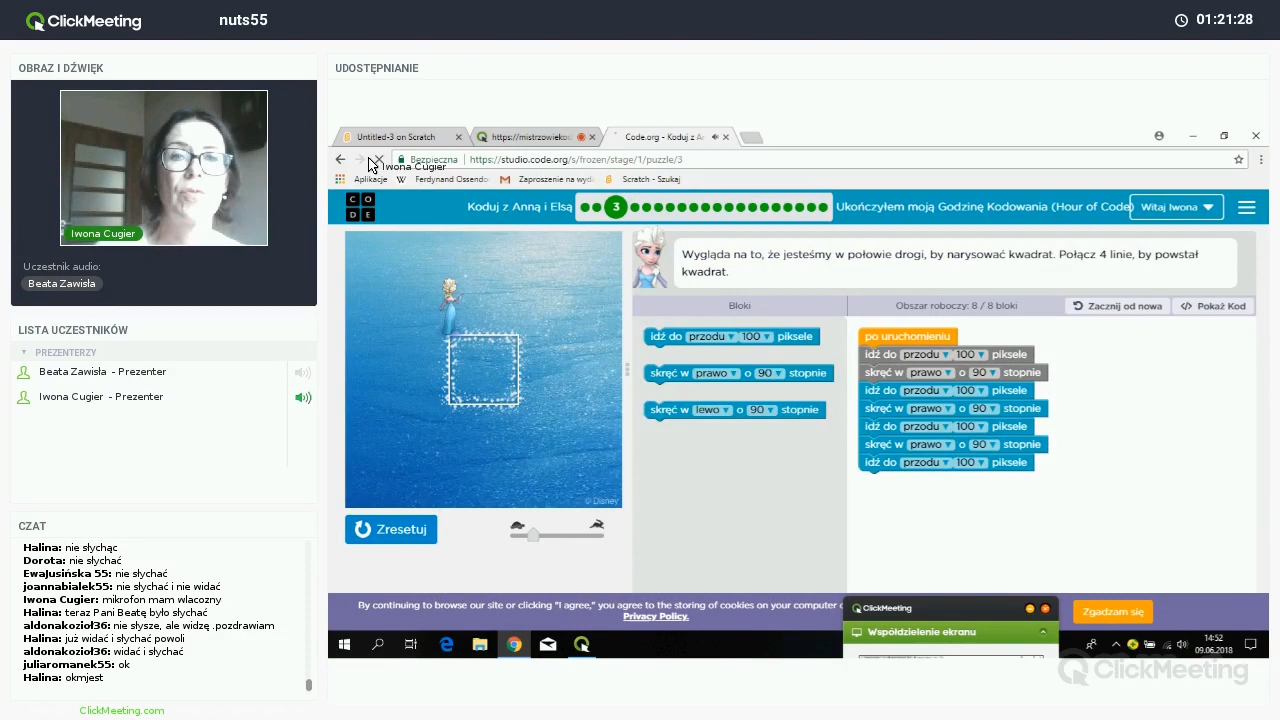 ClickMeeting
nuts55
01:21:28
OBRAZ I DŹWIĘK
UDOSTĘPNIANIE
Iwona Cugier
Uczestnik audio:
Beata Zawisła
LISTA UCZESTNIKÓW
PREZENTERZY
Beata Zawisła - Prezenter
Iwona Cugier - Prezenter
CZAT
Halina: nie słychąc
Dorota: nie słychać
EwaJusińska 55: nie słychać
joannabialek55: nie słychać i nie widać
Iwona Cugier: mikrofon mam wlaczony
Halina: teraz Pani Beatę było słychać
aldonakozioł36: nie słysze, ale widzę .pozdrawiam
Halina: już widać i słychać powoli
aldonakozioł36: widać i słychać
juliaromanek55: ok
Halina: okmjest
ClickMeeting.com
Untitled-3 on Scratch
https://mistrzowieko
Code.org - Koduj z An
Bezpieczna
https://studio.code.org/s/frozen/stage/1/puzzle/3
Iwona Cugier
Aplikacje
Ferdynand Ossendo
Zaproszenie na wyd
Scratch - Szukaj
C O D E
Koduj z Anną i Elsą
3
Ukończyłem moją Godzinę Kodowania (Hour of Code)
Witaj Iwona
Wygląda na to, że jesteśmy w połowie drogi, by narysować kwadrat. Połącz 4 linie, by powstał
kwadrat.
Bloki
Obszar roboczy: 8 / 8 bloki
Zacznij od nowa
Pokaż Kod
idź do przodu 100 piksele
skręć w prawo o 90 stopnie
skręć w lewo o 90 stopnie
po uruchomieniu
idź do przodu 100 piksele
skręć w prawo o 90 stopnie
idź do przodu 100 piksele
skręć w prawo o 90 stopnie
idź do przodu 100 piksele
skręć w prawo o 90 stopnie
idź do przodu 100 piksele
© Disney
Zresetuj
By continuing to browse our site or clicking "I agree," you agree to the storing of cookies on your computer
Privacy Policy.
Zgadzam się
ClickMeeting
Współdzielenie ekranu
14:52
09.06.2018
ClickMeeting